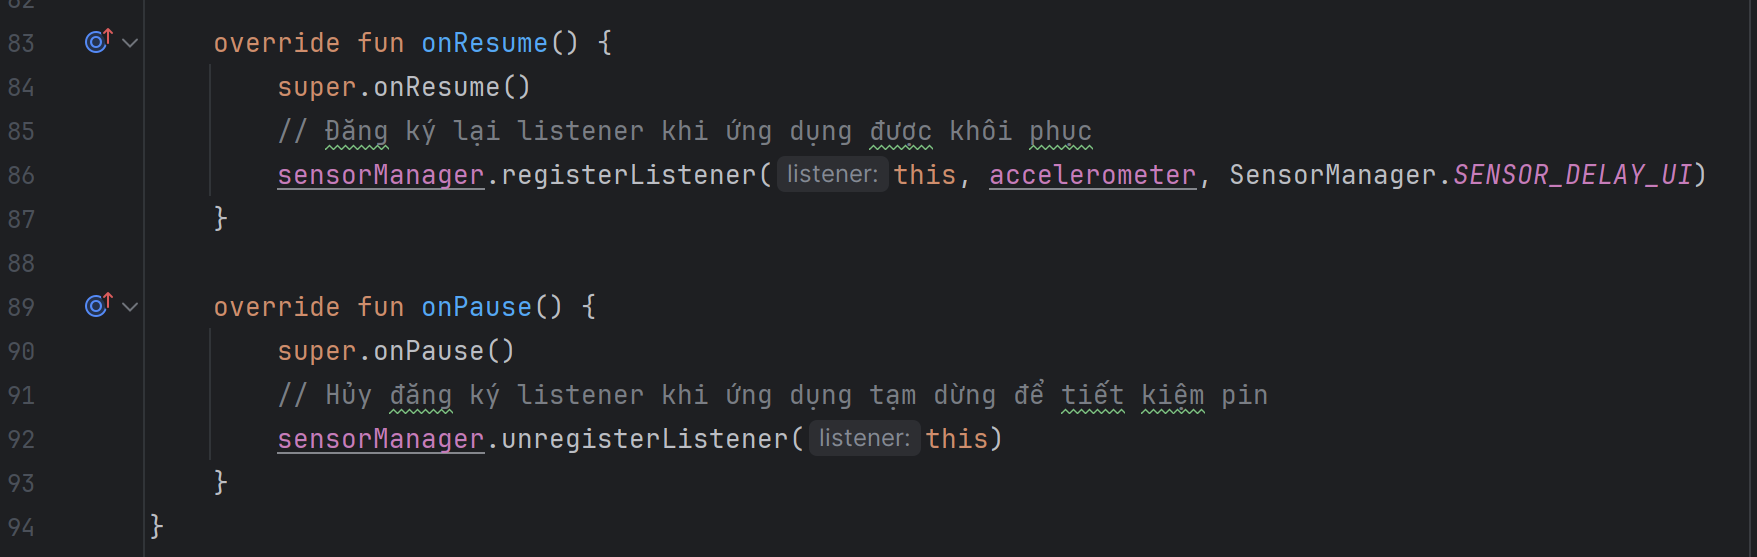 82
83 override fun onResume() {
84 super.onResume()
85 // Đăng ký lại listener khi ứng dụng được khôi phục
86 sensorManager.registerListener( listener: this, accelerometer, SensorManager.SENSOR_DELAY_UI)
87 }
88
89 override fun onPause() {
90 super.onPause()
91 // Hủy đăng ký listener khi ứng dụng tạm dừng để tiết kiệm pin
92 sensorManager.unregisterListener( listener: this)
93 }
94 }